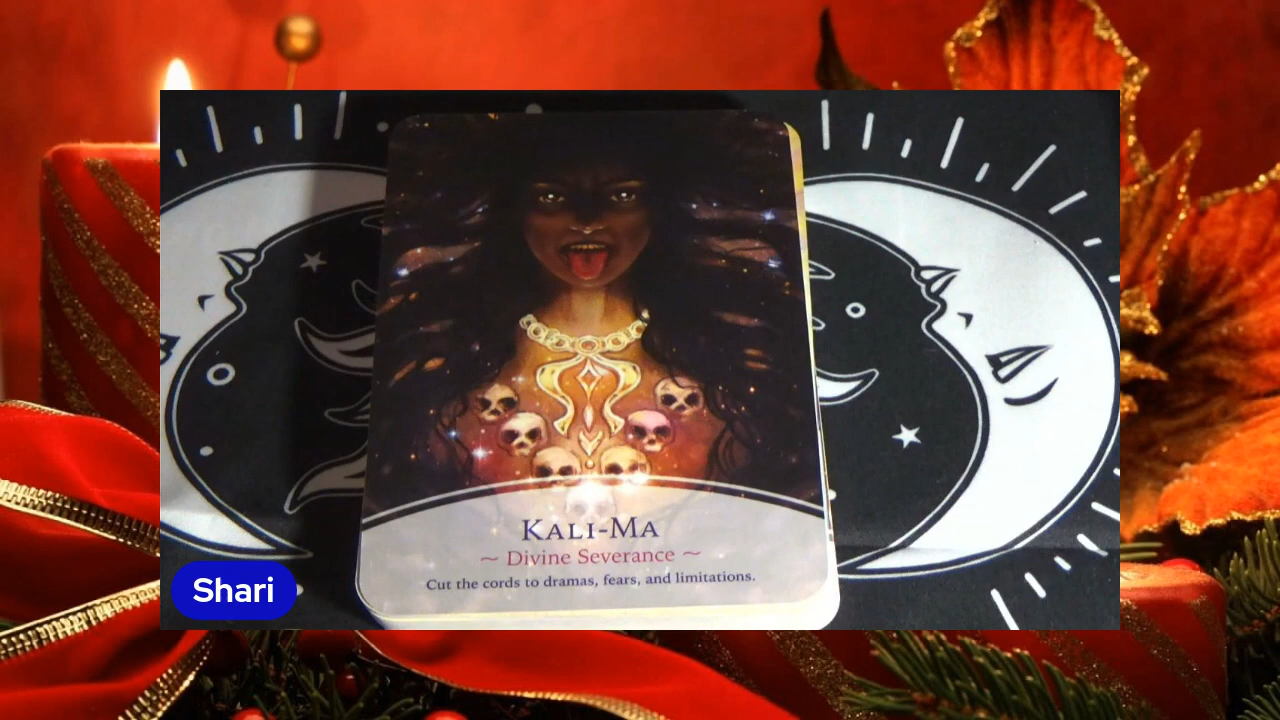 Kali-Ma
~ Divine Severance ~
Cut the cords to dramas, fears, and limitations.
Shari